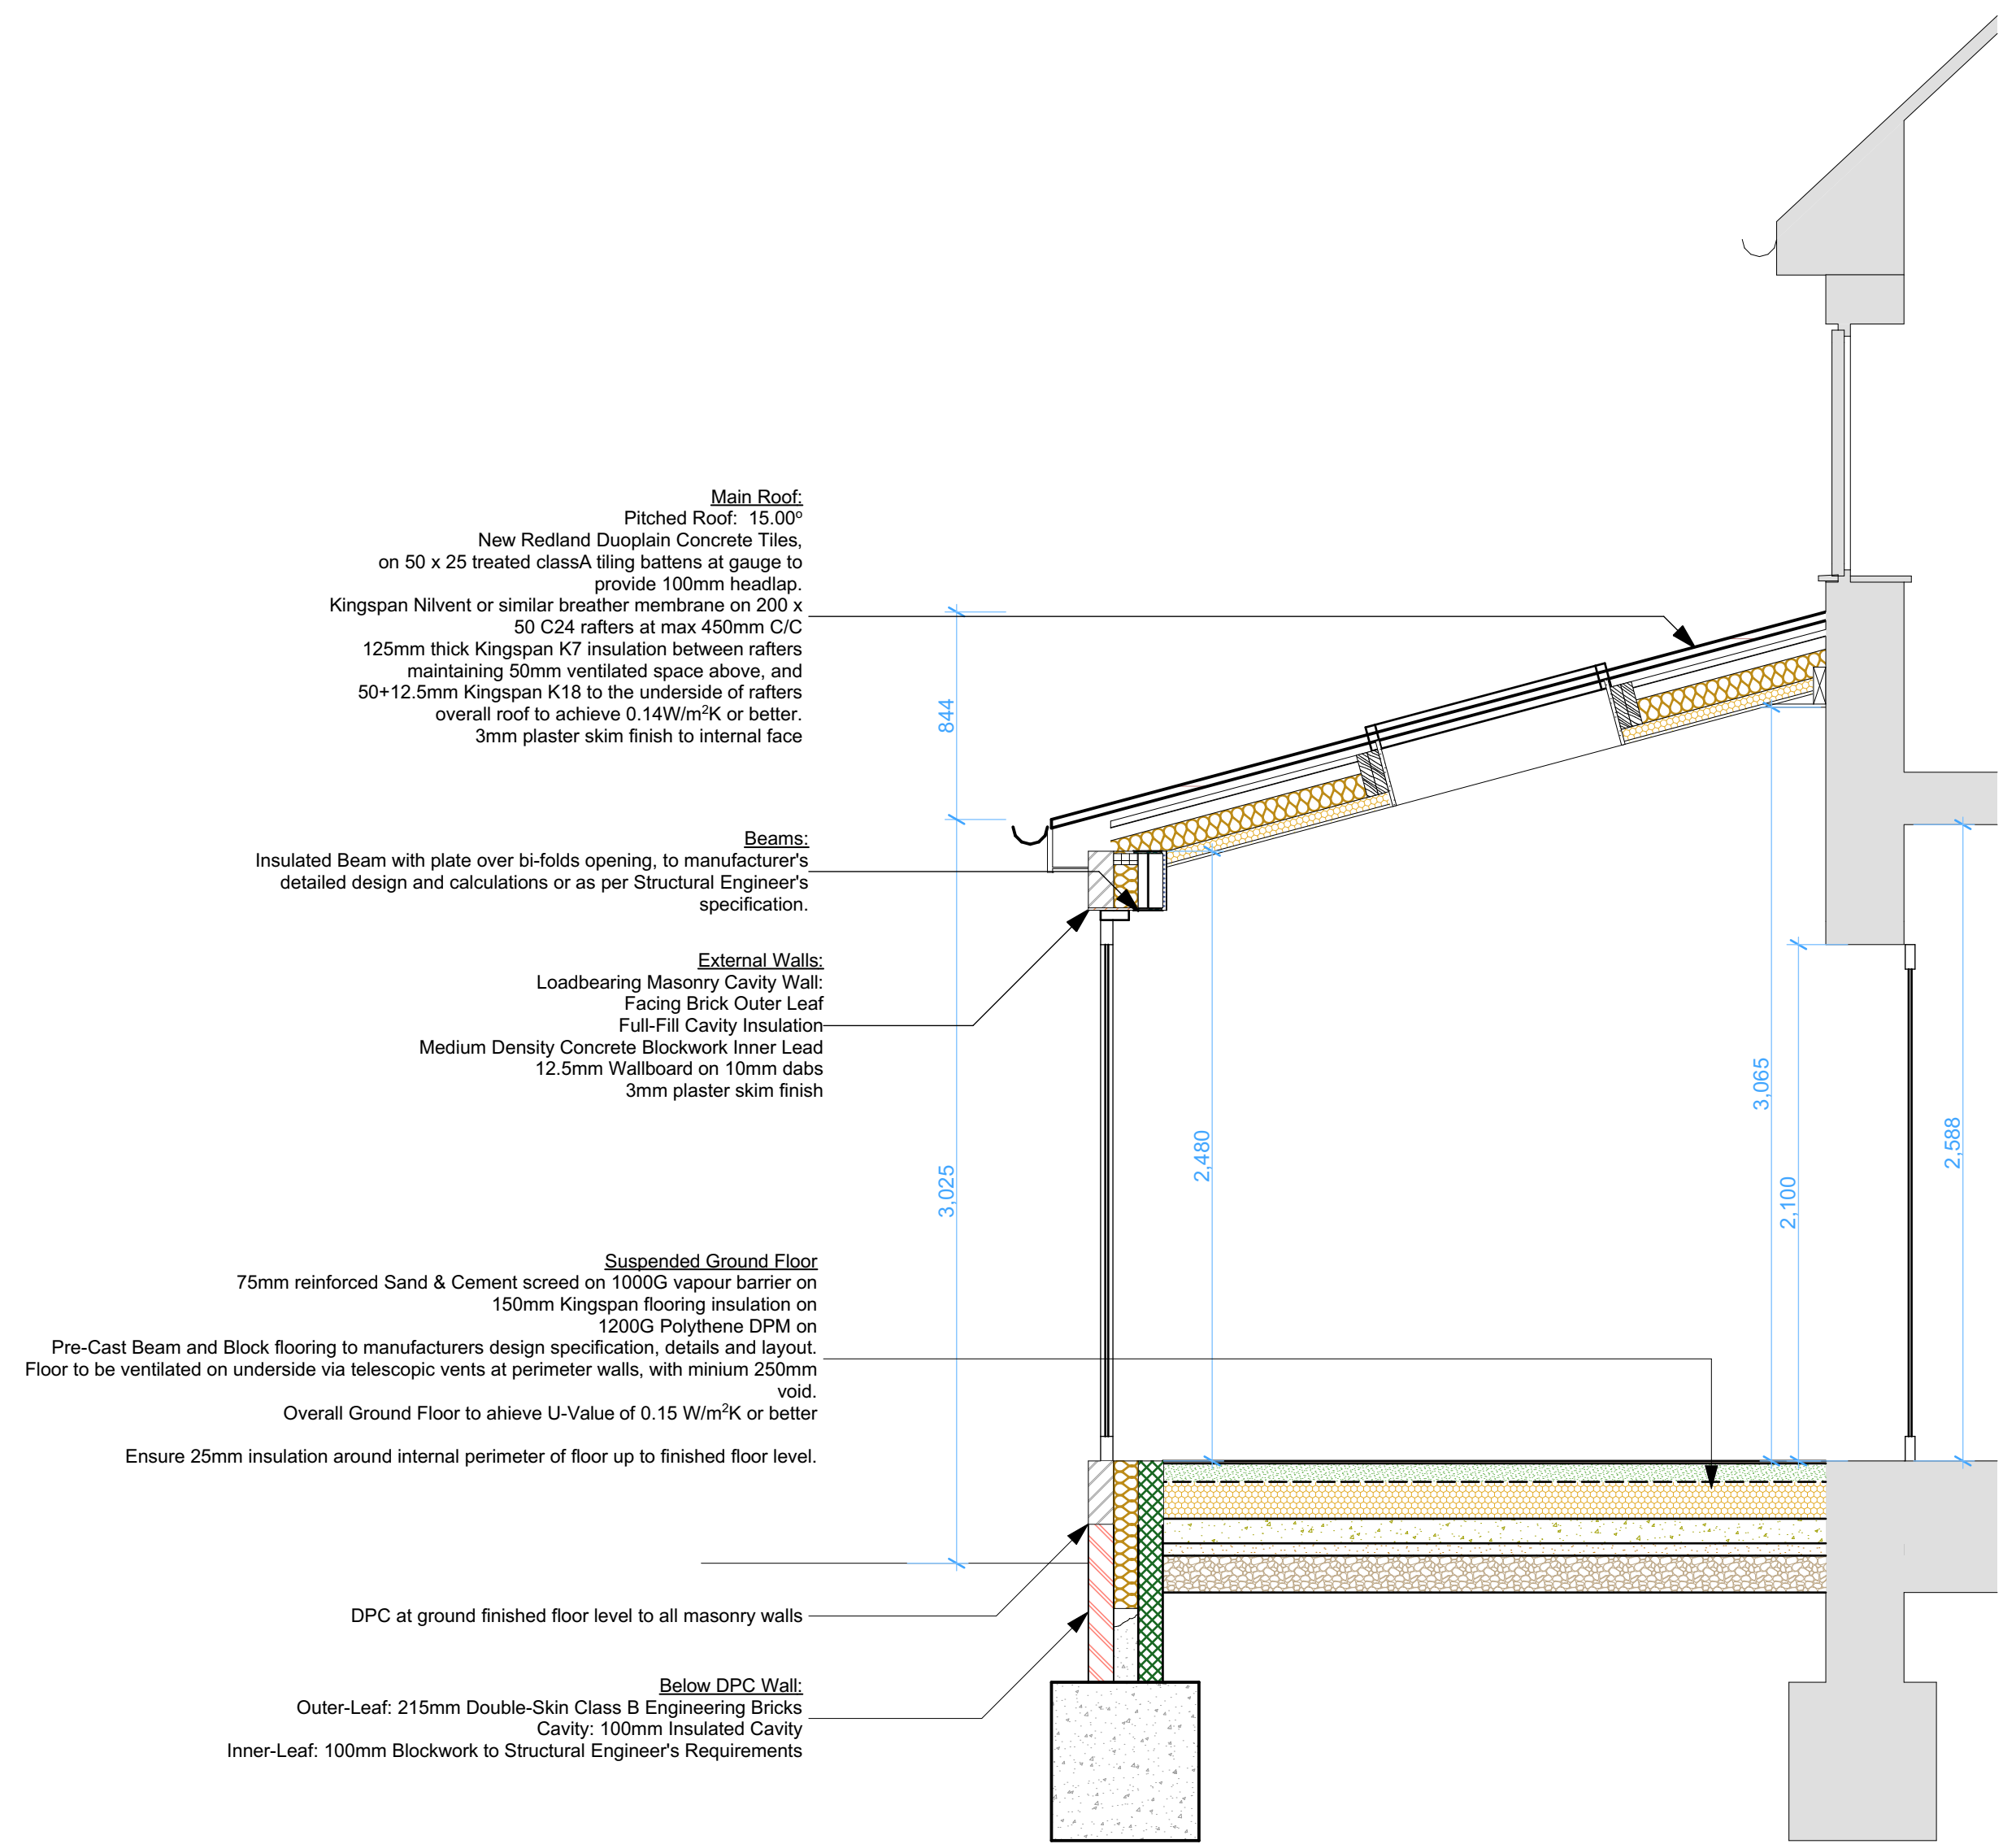 Main Roof:
Pitched Roof:  15.00°
New Redland Duoplain Concrete Tiles,
on 50 x 25 treated classA tiling battens at gauge to
provide 100mm headlap.
Kingspan Nilvent or similar breather membrane on 200 x
50 C24 rafters at max 450mm C/C
125mm thick Kingspan K7 insulation between rafters
maintaining 50mm ventilated space above, and
50+12.5mm Kingspan K18 to the underside of rafters
overall roof to achieve 0.14W/m²K or better.
3mm plaster skim finish to internal face
844
Beams:
Insulated Beam with plate over bi-folds opening, to manufacturer's
detailed design and calculations or as per Structural Engineer's
specification.
External Walls:
Loadbearing Masonry Cavity Wall:
Facing Brick Outer Leaf
Full-Fill Cavity Insulation
Medium Density Concrete Blockwork Inner Lead
12.5mm Wallboard on 10mm dabs
3mm plaster skim finish
3,025
2,480
3,065
2,100
2,588
Suspended Ground Floor
75mm reinforced Sand & Cement screed on 1000G vapour barrier on
150mm Kingspan flooring insulation on
1200G Polythene DPM on
Pre-Cast Beam and Block flooring to manufacturers design specification, details and layout.
Floor to be ventilated on underside via telescopic vents at perimeter walls, with minium 250mm
void.
Overall Ground Floor to ahieve U-Value of 0.15 W/m²K or better
Ensure 25mm insulation around internal perimeter of floor up to finished floor level.
DPC at ground finished floor level to all masonry walls
Below DPC Wall:
Outer-Leaf: 215mm Double-Skin Class B Engineering Bricks
Cavity: 100mm Insulated Cavity
Inner-Leaf: 100mm Blockwork to Structural Engineer's Requirements